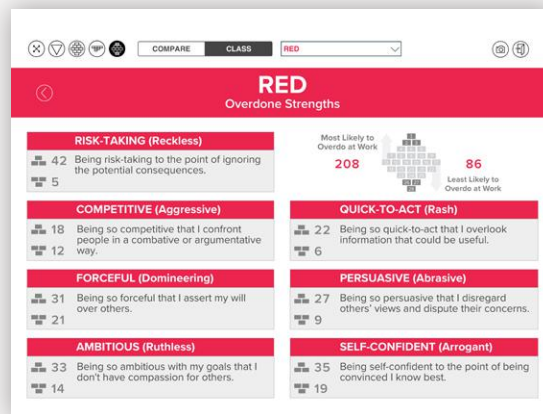 COMPARE CLASS RED
RED
Overdone Strengths
RISK-TAKING (Reckless)
42 Being risk-taking to the point of ignoring
the potential consequences.
5
Most Likely to
Overdo at Work
208
86
Least Likely to
Overdo at Work
COMPETITIVE (Aggressive)
18 Being so competitive that I confront
people in a combative or argumentative
12 way.
QUICK-TO-ACT (Rash)
22 Being so quick-to-act that I overlook
information that could be useful.
6
FORCEFUL (Domineering)
31 Being so forceful that I assert my will
over others.
21
PERSUASIVE (Abrasive)
27 Being so persuasive that I disregard
others' views and dispute their concerns.
9
AMBITIOUS (Ruthless)
33 Being so ambitious with my goals that I
don't have compassion for others.
14
SELF-CONFIDENT (Arrogant)
35 Being self-confident to the point of being
convinced I know best.
19